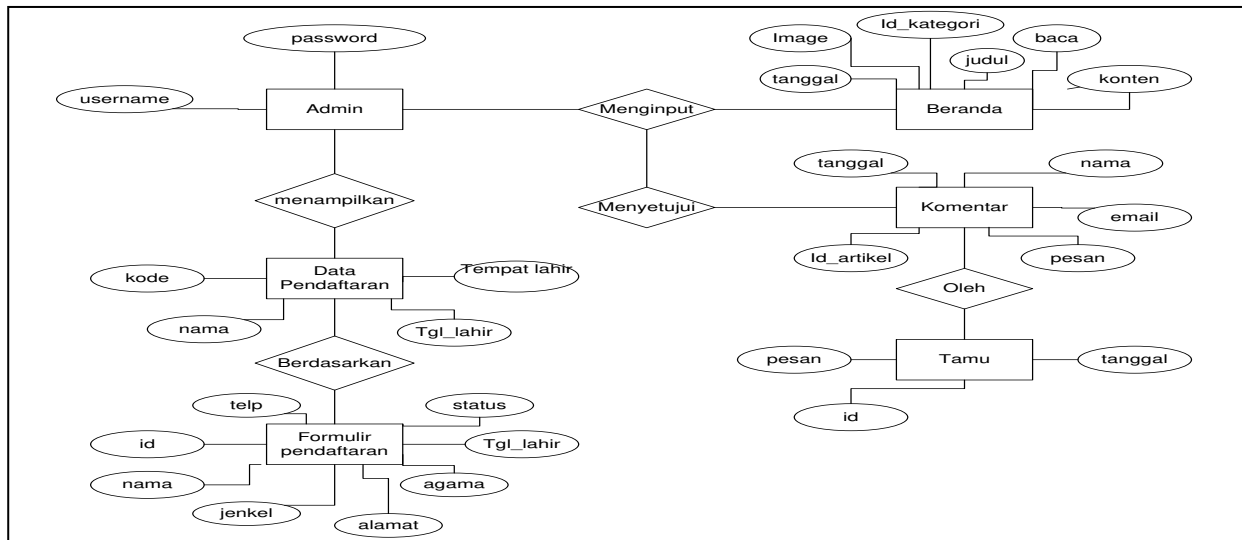 password
Id_kategori
Image
baca
judul
tanggal
konten
username
Admin
Menginput
Beranda
tanggal
nama
menampilkan
Menyetujui
Komentar
email
Id_artikel
pesan
kode
Data
Pendaftaran
Tempat lahir
Oleh
nama
Tgl_lahir
Berdasarkan
pesan
Tamu
tanggal
telp
status
id
id
Formulir
pendaftaran
Tgl_lahir
nama
agama
jenkel
alamat